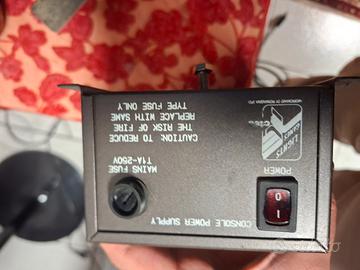 CONSOLE POWER SUPPLY
MAINS FUSE
T1A-250V
CAUTION: TO REDUCE
THE RISK OF FIRE
REPLACE WITH SAME
TYPE FUSE ONLY
POWER
I
O
LIGHTS